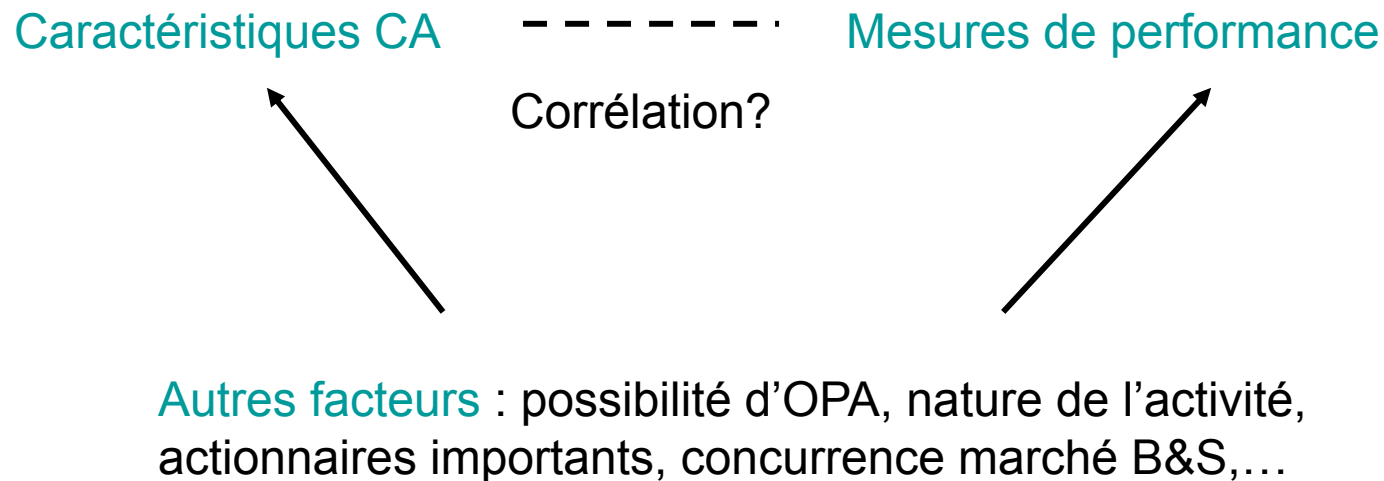 Caractéristiques CA
Mesures de performance
Corrélation?
Autres facteurs : possibilité d’OPA, nature de l’activité,
actionnaires importants, concurrence marché B&S,…